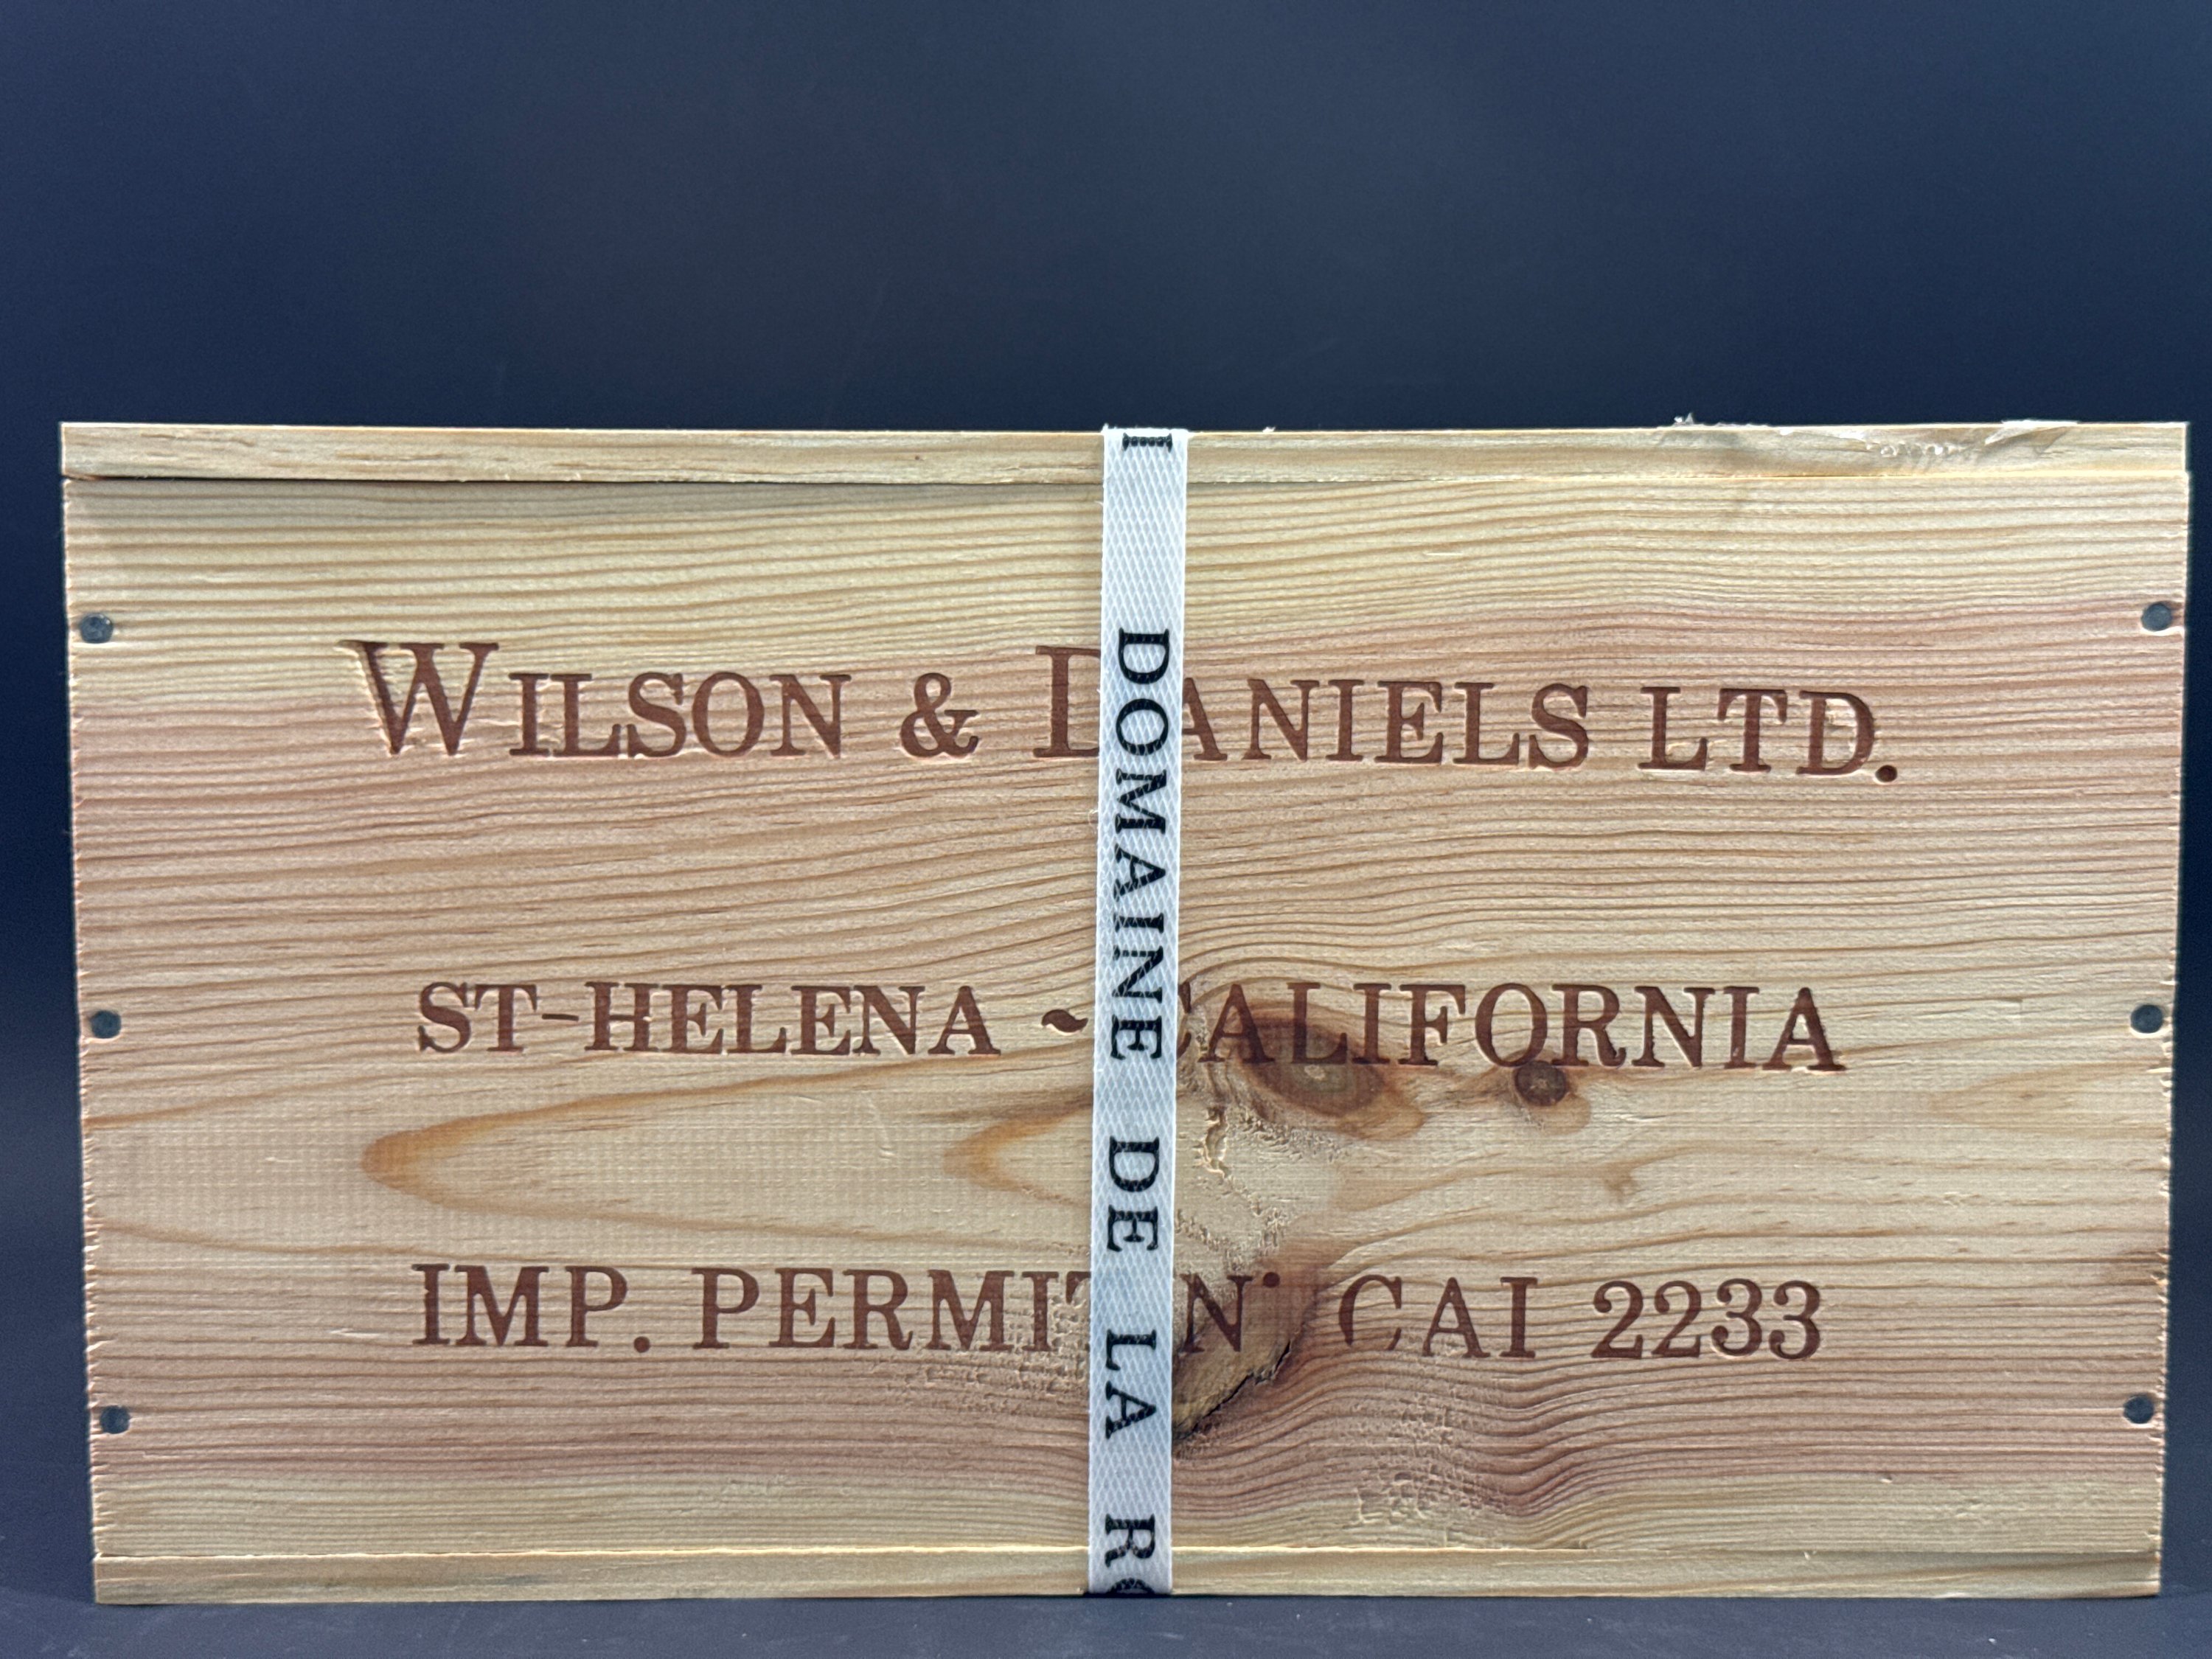 WILSON & DANIELS LTD.
ST-HELENA ~ CALIFORNIA
IMP. PERMIT N° CAI 2233
DOMAINE DE LA